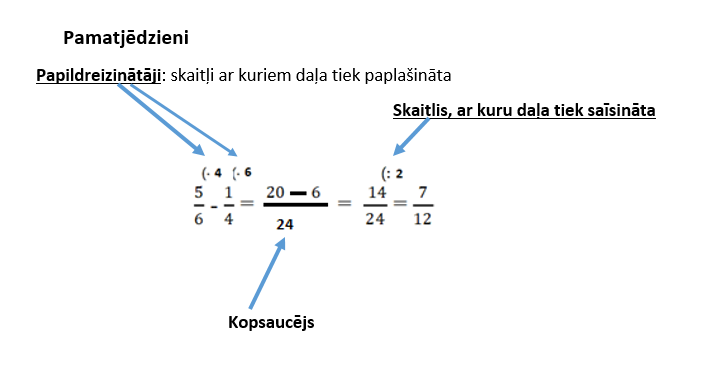 Pamatjēdzieni
Papildreizinātāji: skaitļi ar kuriem daļa tiek paplašināta
Skaitlis, ar kuru daļa tiek saīsināta
(· 4 (· 6 (: 2
5/6 - 1/4 = 20 − 6/24 = 14/24 = 7/12
Kopsaucējs